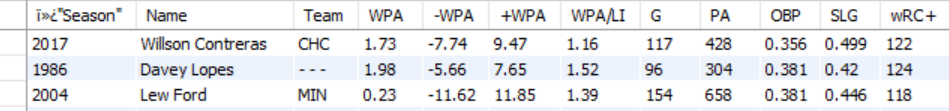 ï»¿"Season" Name Team WPA -WPA +WPA WPA/LI G PA OBP SLG wRC+
2017 Willson Contreras CHC 1.73 -7.74 9.47 1.16 117 428 0.356 0.499 122
1986 Davey Lopes - - - 1.98 -5.66 7.65 1.52 96 304 0.381 0.42 124
2004 Lew Ford MIN 0.23 -11.62 11.85 1.39 154 658 0.381 0.446 118